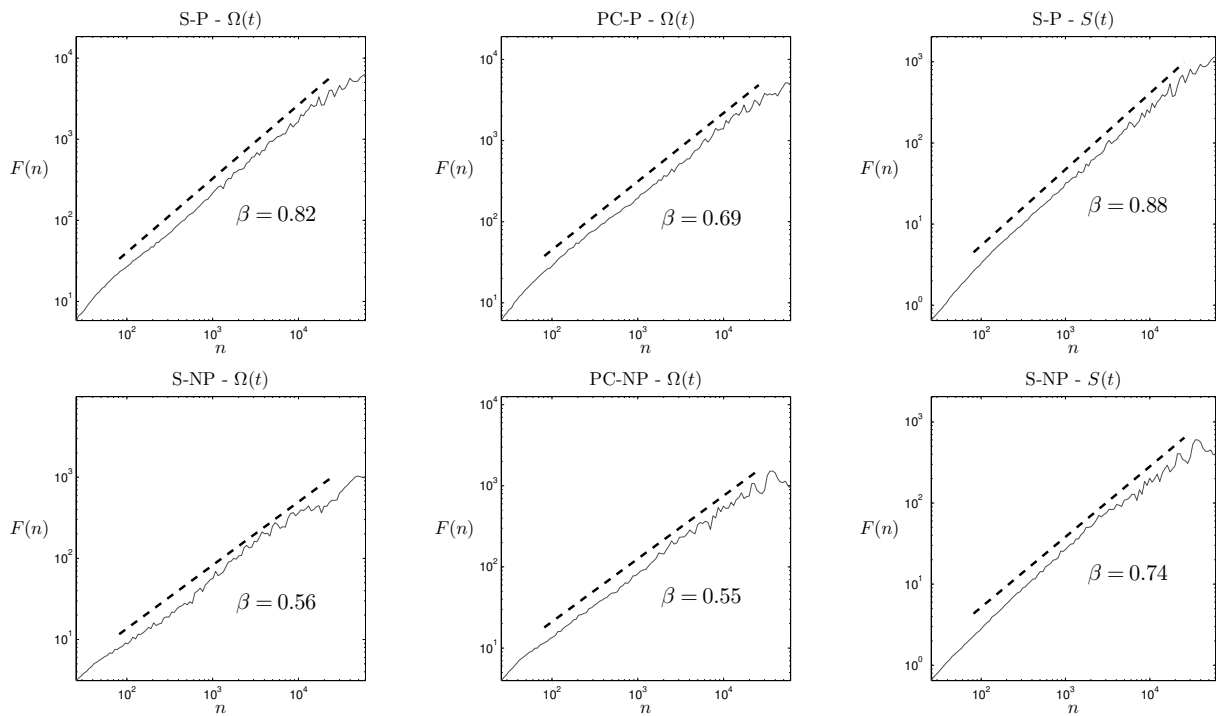 S-P - Ω(t)
10^4
10^3
10^2
10^1
F(n)
β = 0.82
10^2 10^3 10^4
n
PC-P - Ω(t)
10^4
10^3
10^2
10^1
F(n)
β = 0.69
10^2 10^3 10^4
n
S-P - S(t)
10^3
10^2
10^1
10^0
F(n)
β = 0.88
10^2 10^3 10^4
n
S-NP - Ω(t)
10^3
10^2
10^1
F(n)
β = 0.56
10^2 10^3 10^4
n
PC-NP - Ω(t)
10^4
10^3
10^2
10^1
F(n)
β = 0.55
10^2 10^3 10^4
n
S-NP - S(t)
10^3
10^2
10^1
10^0
F(n)
β = 0.74
10^2 10^3 10^4
n